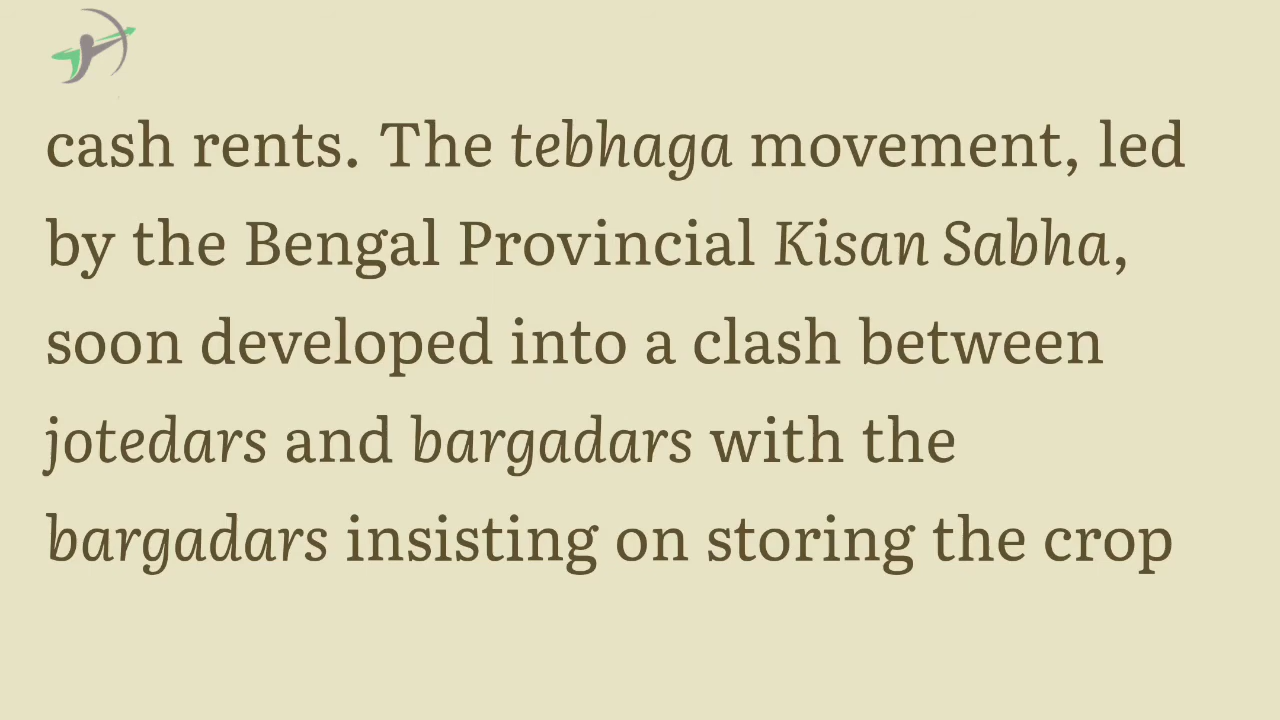 cash rents. The tebhaga movement, led
by the Bengal Provincial Kisan Sabha,
soon developed into a clash between
jotedars and bargadars with the
bargadars insisting on storing the crop